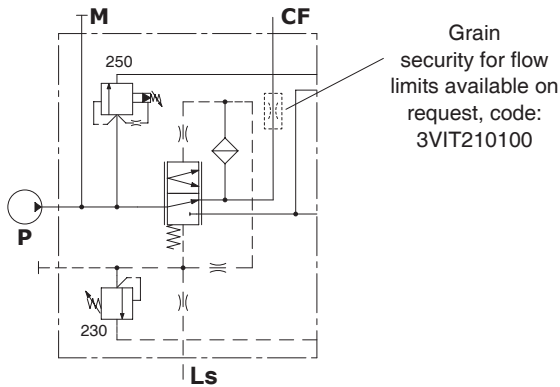 M
CF
250
Grain
security for flow
limits available on
request, code:
3VIT210100
P
230
Ls